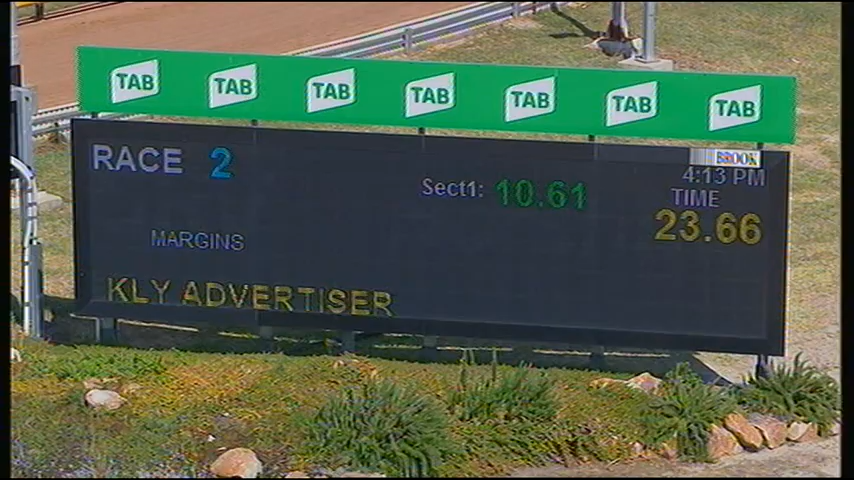 TAB TAB TAB TAB TAB TAB TAB
BROOK
RACE 2
4:13 PM
Sect1: 10.61
TIME
23.66
MARGINS
KLY ADVERTISER